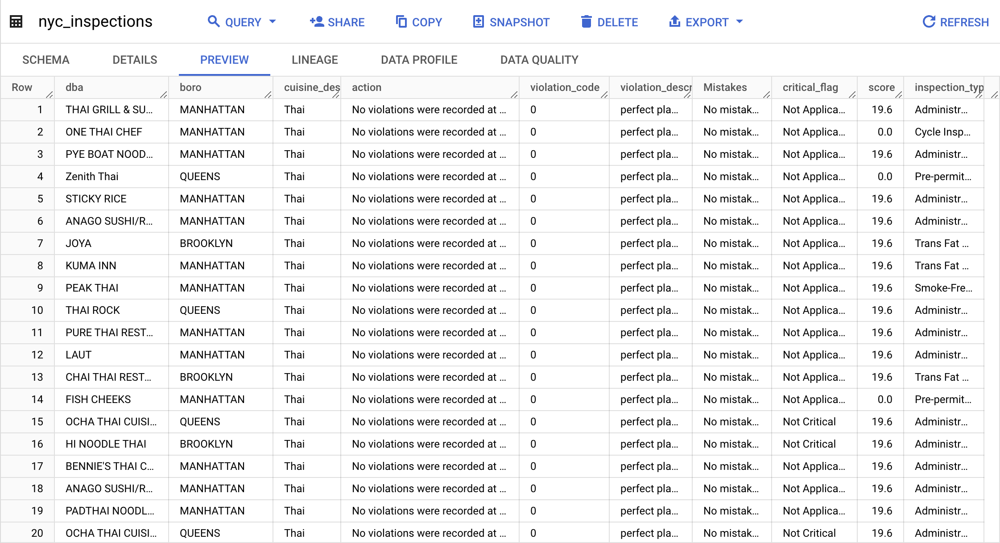 nyc_inspections QUERY SHARE COPY SNAPSHOT DELETE EXPORT REFRESH
SCHEMA DETAILS PREVIEW LINEAGE DATA PROFILE DATA QUALITY
Row dba boro cuisine_des action violation_code violation_descr Mistakes critical_flag score inspection_typ
1 THAI GRILL & SU... MANHATTAN Thai No violations were recorded at ... 0 perfect pla... No mistak... Not Applica... 19.6 Administr...
2 ONE THAI CHEF MANHATTAN Thai No violations were recorded at ... 0 perfect pla... No mistak... Not Applica... 0.0 Cycle Insp...
3 PYE BOAT NOOD... MANHATTAN Thai No violations were recorded at ... 0 perfect pla... No mistak... Not Applica... 19.6 Administr...
4 Zenith Thai QUEENS Thai No violations were recorded at ... 0 perfect pla... No mistak... Not Applica... 0.0 Pre-permit...
5 STICKY RICE MANHATTAN Thai No violations were recorded at ... 0 perfect pla... No mistak... Not Applica... 19.6 Administr...
6 ANAGO SUSHI/R... MANHATTAN Thai No violations were recorded at ... 0 perfect pla... No mistak... Not Applica... 19.6 Administr...
7 JOYA BROOKLYN Thai No violations were recorded at ... 0 perfect pla... No mistak... Not Applica... 19.6 Trans Fat ...
8 KUMA INN MANHATTAN Thai No violations were recorded at ... 0 perfect pla... No mistak... Not Applica... 19.6 Trans Fat ...
9 PEAK THAI MANHATTAN Thai No violations were recorded at ... 0 perfect pla... No mistak... Not Applica... 19.6 Smoke-Fre...
10 THAI ROCK QUEENS Thai No violations were recorded at ... 0 perfect pla... No mistak... Not Applica... 19.6 Administr...
11 PURE THAI REST... MANHATTAN Thai No violations were recorded at ... 0 perfect pla... No mistak... Not Applica... 19.6 Administr...
12 LAUT MANHATTAN Thai No violations were recorded at ... 0 perfect pla... No mistak... Not Applica... 19.6 Administr...
13 CHAI THAI REST... BROOKLYN Thai No violations were recorded at ... 0 perfect pla... No mistak... Not Applica... 19.6 Trans Fat ...
14 FISH CHEEKS MANHATTAN Thai No violations were recorded at ... 0 perfect pla... No mistak... Not Applica... 0.0 Pre-permit...
15 OCHA THAI CUISI... QUEENS Thai No violations were recorded at ... 0 perfect pla... No mistak... Not Critical 19.6 Administr...
16 HI NOODLE THAI BROOKLYN Thai No violations were recorded at ... 0 perfect pla... No mistak... Not Critical 19.6 Administr...
17 BENNIE'S THAI C... MANHATTAN Thai No violations were recorded at ... 0 perfect pla... No mistak... Not Applica... 19.6 Administr...
18 ANAGO SUSHI/R... MANHATTAN Thai No violations were recorded at ... 0 perfect pla... No mistak... Not Applica... 19.6 Administr...
19 PADTHAI NOODL... MANHATTAN Thai No violations were recorded at ... 0 perfect pla... No mistak... Not Applica... 19.6 Administr...
20 OCHA THAI CUISI... QUEENS Thai No violations were recorded at ... 0 perfect pla... No mistak... Not Critical 19.6 Administr...